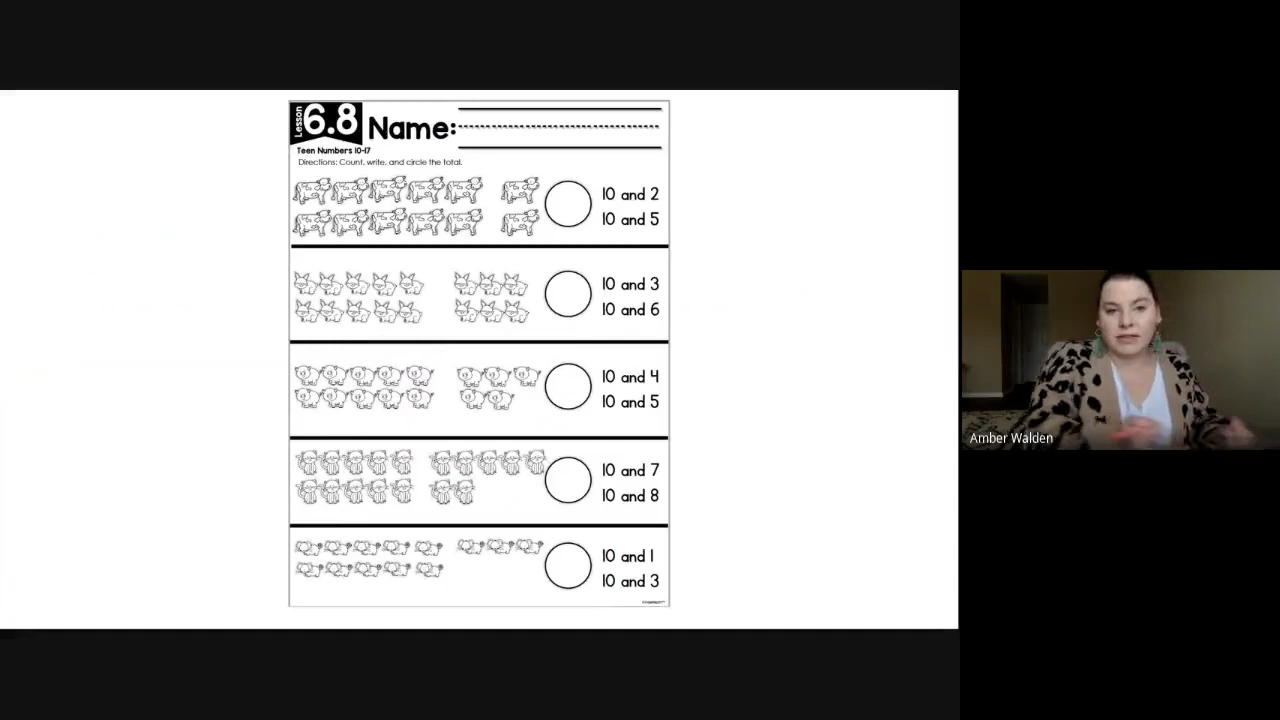 Lesson
6.8
Name:
Teen Numbers 10-17
Directions: Count, write, and circle the total.
10 and 2
10 and 5
10 and 3
10 and 6
10 and 4
10 and 5
10 and 7
10 and 8
10 and 1
10 and 3
Amber Walden